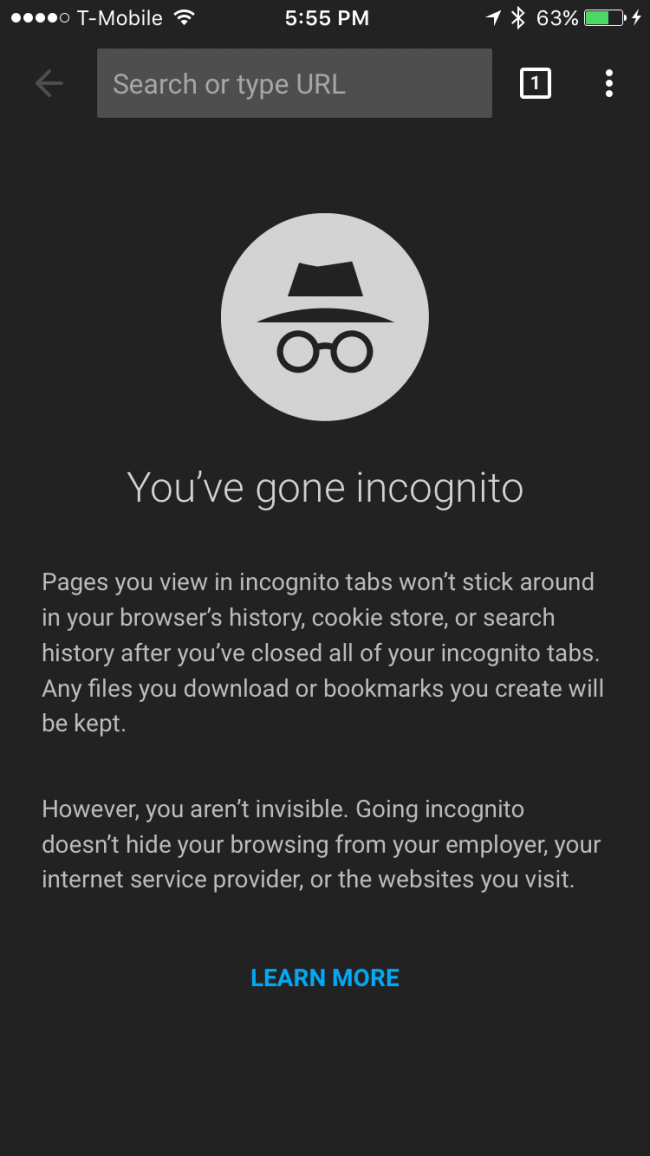 T-Mobile 5:55 PM 63%
Search or type URL 1
You’ve gone incognito
Pages you view in incognito tabs won’t stick around
in your browser’s history, cookie store, or search
history after you’ve closed all of your incognito tabs.
Any files you download or bookmarks you create will
be kept.
However, you aren’t invisible. Going incognito
doesn’t hide your browsing from your employer, your
internet service provider, or the websites you visit.
LEARN MORE